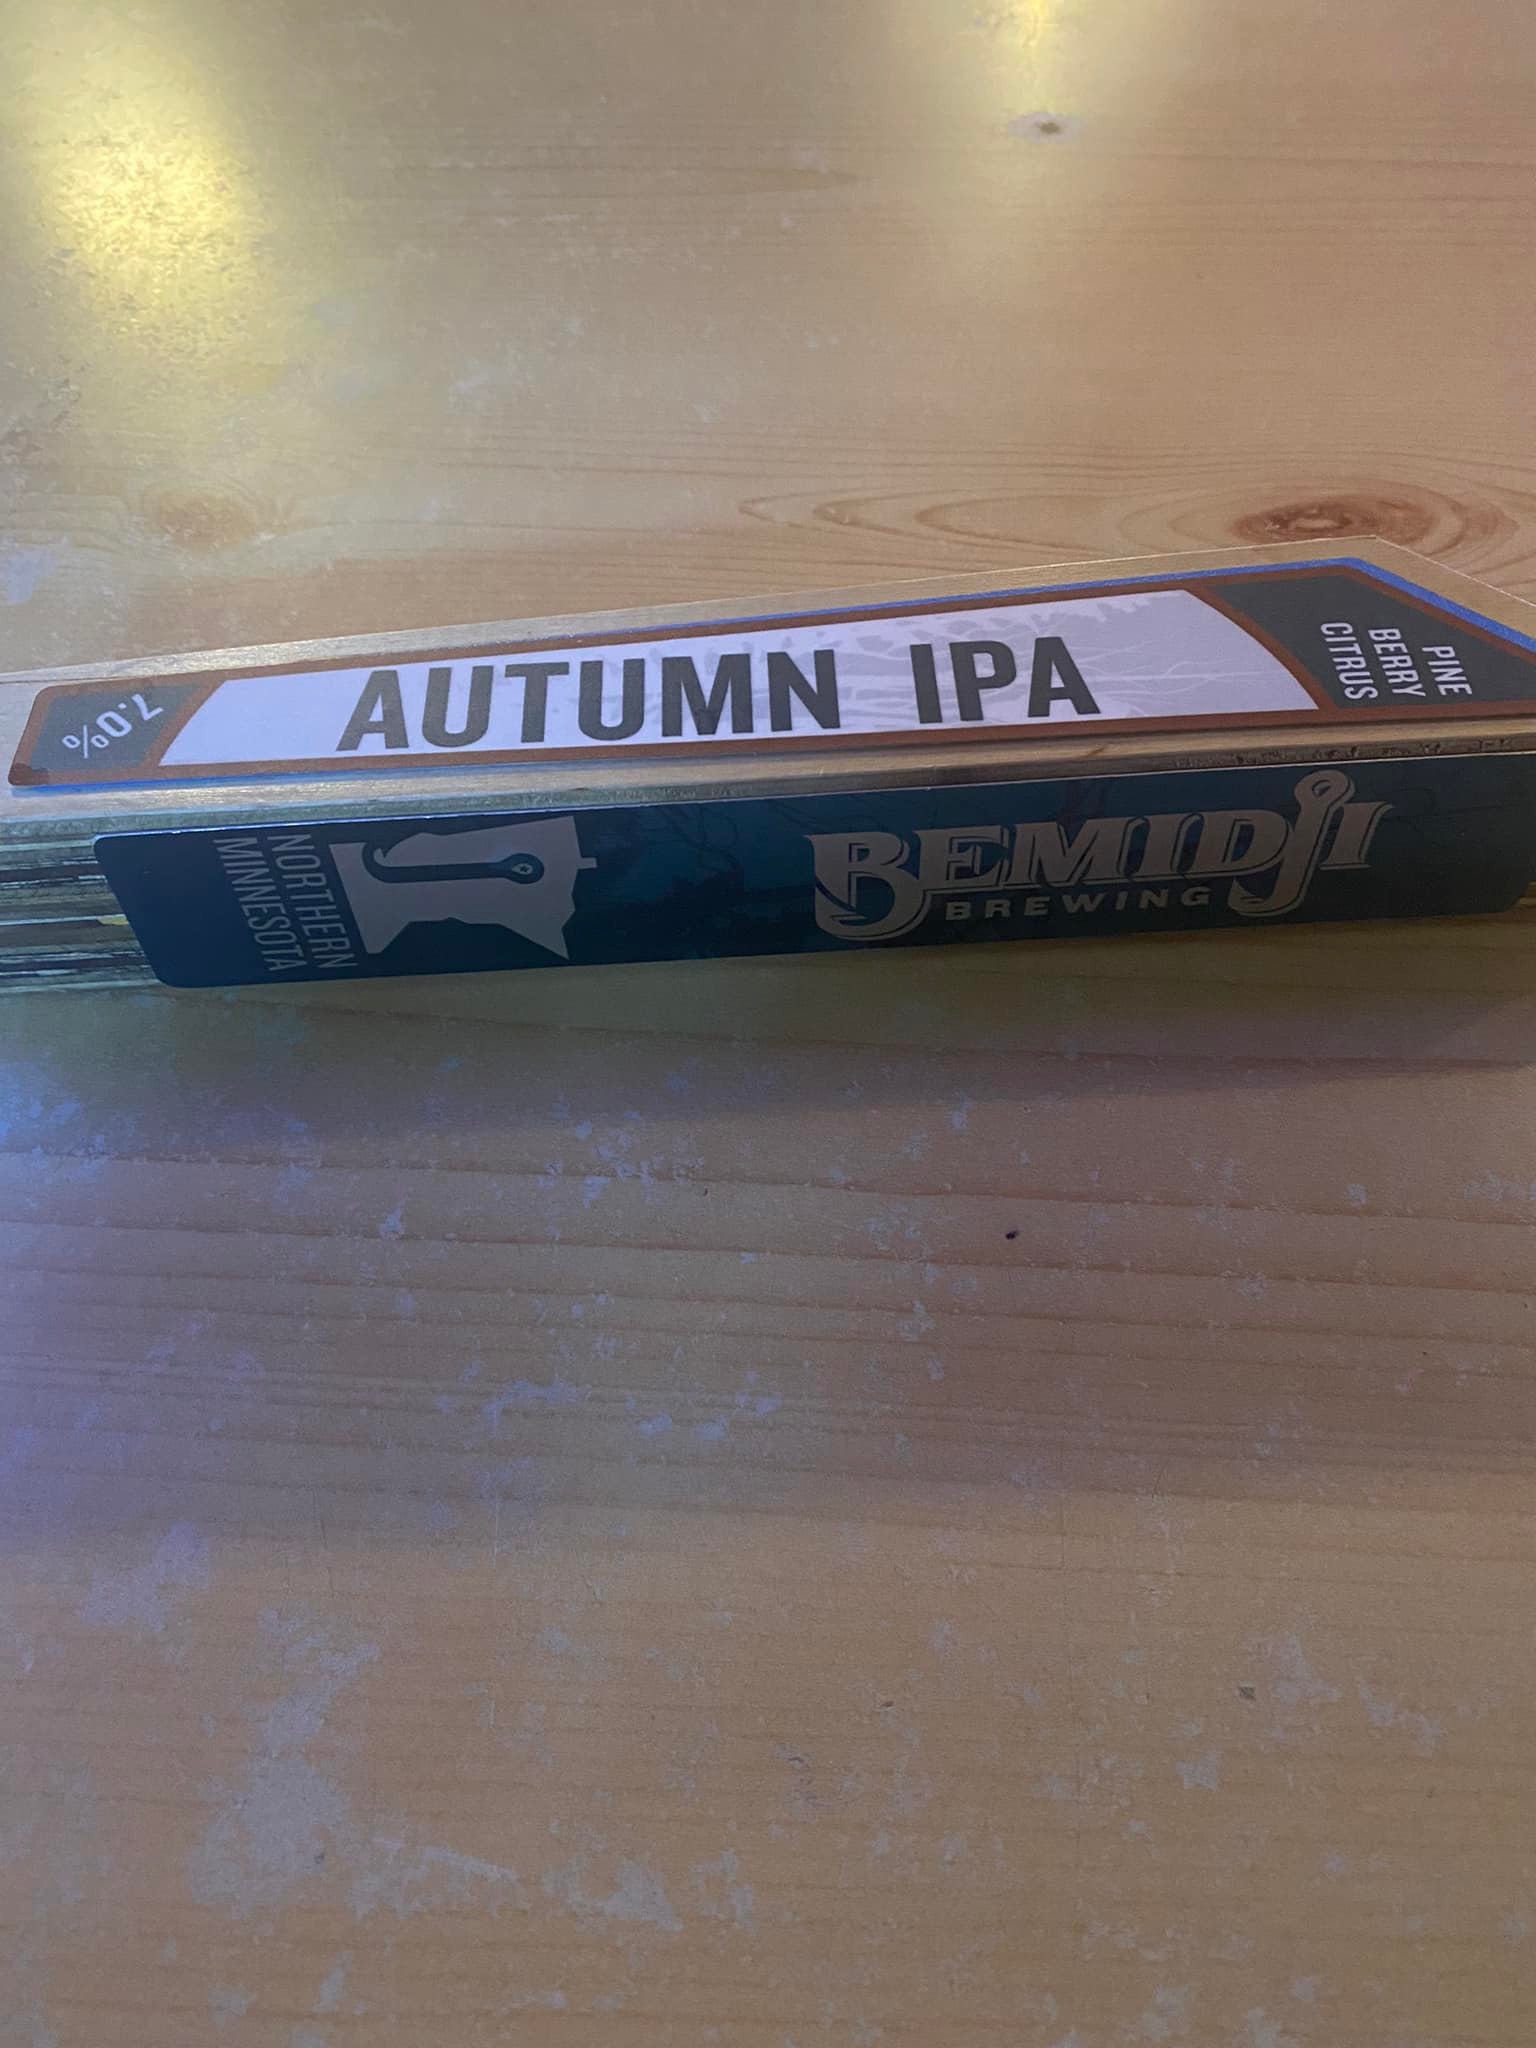 AUTUMN IPA
PINE
BERRY
CITRUS
7.0%
BEMIDJI
BREWING
NORTHERN
MINNESOTA